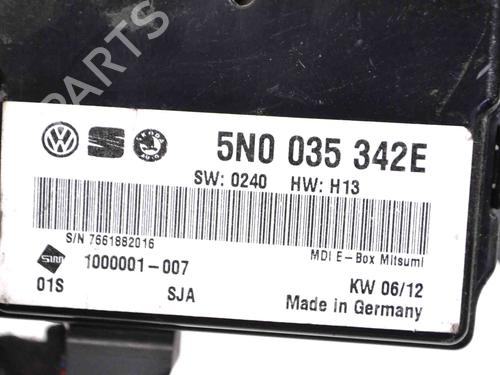 PARTS
5N0 035 342E
SW: 0240 HW: H13
S/N 7661882016
MDI E-Box Mitsumi
1000001-007
01S
SJA
KW 06/12
Made in Germany